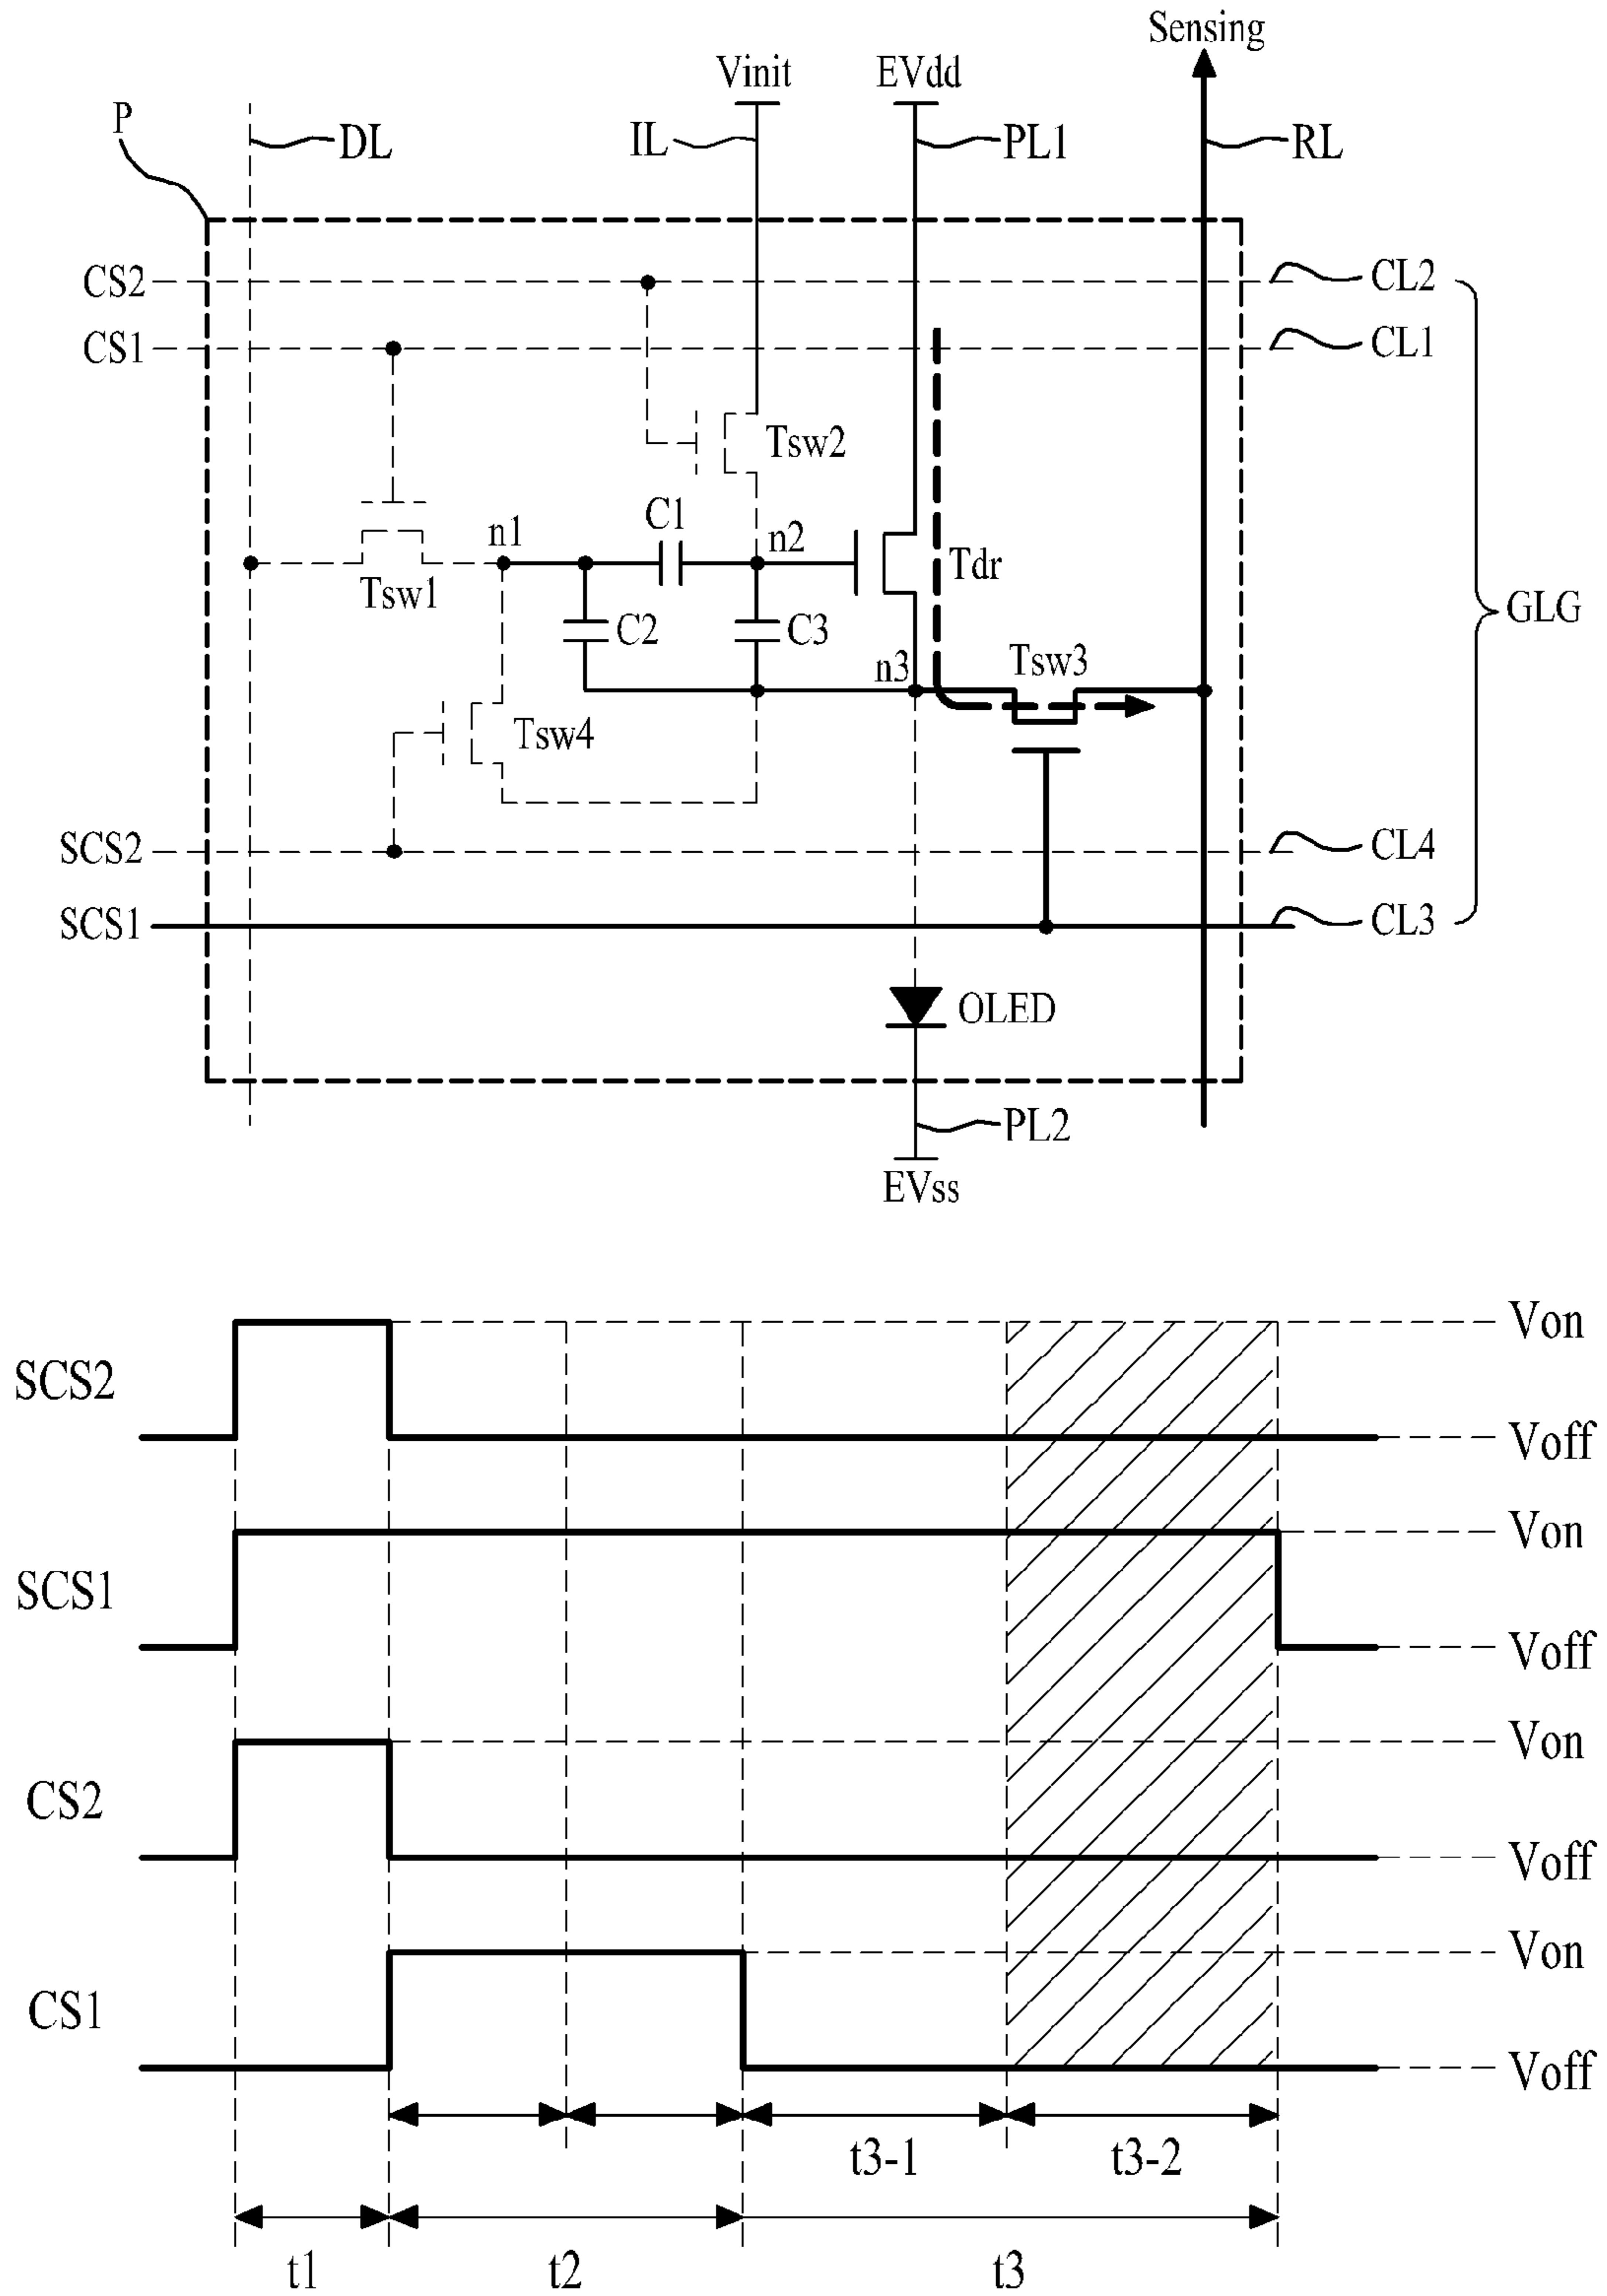 Sensing
Vinit
EVdd
P
DL
IL
PL1
RL
CS2
CL2
CS1
CL1
Tsw2
C1
n1
n2
Tdr
Tsw1
GLG
C2
C3
n3
Tsw3
Tsw4
SCS2
CL4
SCS1
CL3
OLED
PL2
EVss
Von
SCS2
Voff
Von
SCS1
Voff
Von
CS2
Voff
Von
CS1
Voff
t3-1
t3-2
t1
t2
t3